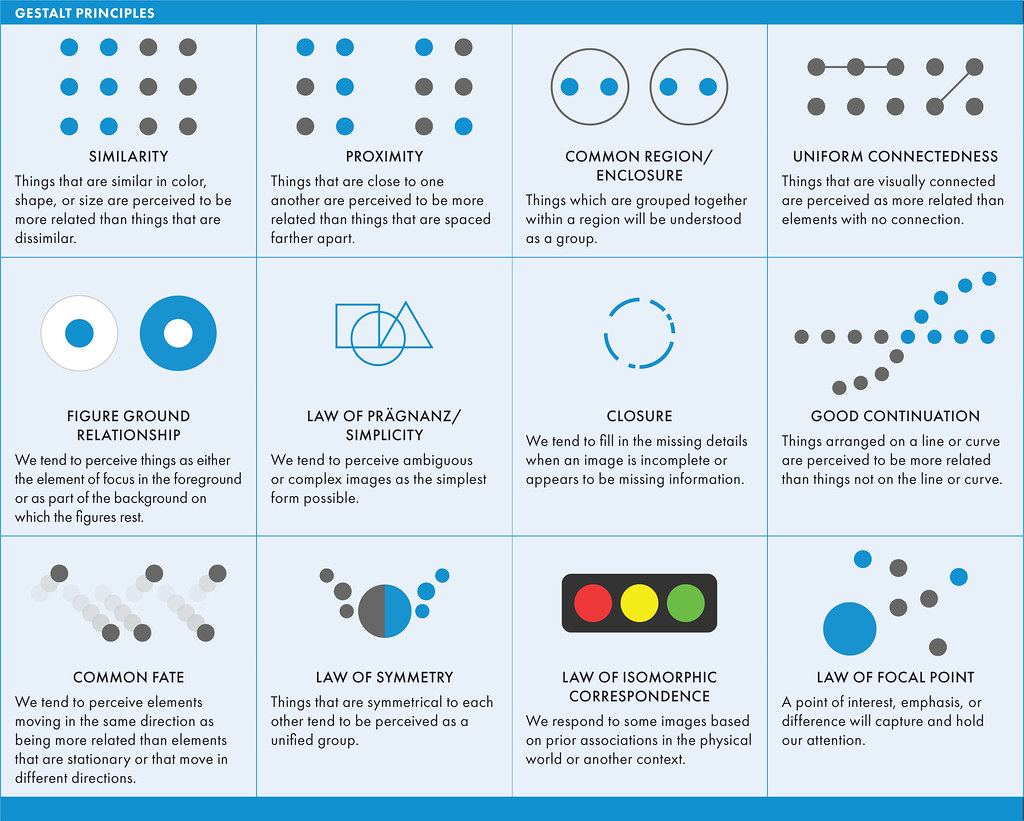 GESTALT PRINCIPLES
SIMILARITY
Things that are similar in color,
shape, or size are perceived to be
more related than things that are
dissimilar.
PROXIMITY
Things that are close to one
another are perceived to be more
related than things that are spaced
farther apart.
COMMON REGION/
ENCLOSURE
Things which are grouped together
within a region will be understood
as a group.
UNIFORM CONNECTEDNESS
Things that are visually connected
are perceived as more related than
elements with no connection.
FIGURE GROUND
RELATIONSHIP
We tend to perceive things as either
the element of focus in the foreground
or as part of the background on
which the figures rest.
LAW OF PRÄGNANZ/
SIMPLICITY
We tend to perceive ambiguous
or complex images as the simplest
form possible.
CLOSURE
We tend to fill in the missing details
when an image is incomplete or
appears to be missing information.
GOOD CONTINUATION
Things arranged on a line or curve
are perceived to be more related
than things not on the line or curve.
COMMON FATE
We tend to perceive elements
moving in the same direction as
being more related than elements
that are stationary or that move in
different directions.
LAW OF SYMMETRY
Things that are symmetrical to each
other tend to be perceived as a
unified group.
LAW OF ISOMORPHIC
CORRESPONDENCE
We respond to some images based
on prior associations in the physical
world or another context.
LAW OF FOCAL POINT
A point of interest, emphasis, or
difference will capture and hold
our attention.